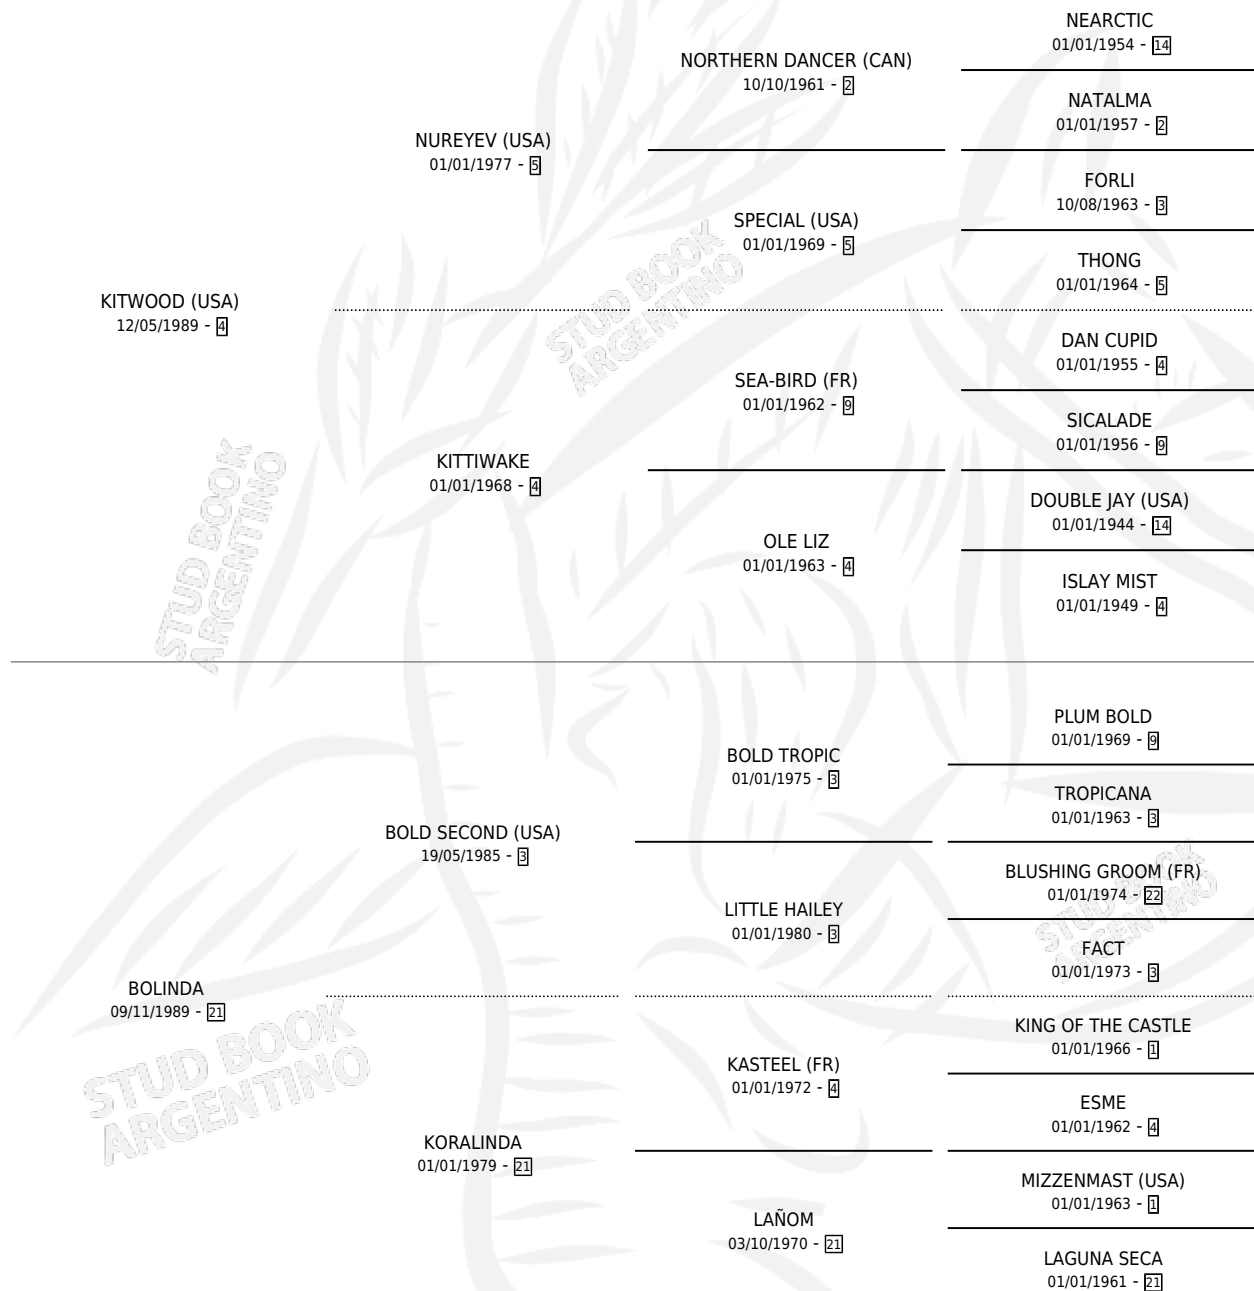 NEARCTIC
01/01/1954 - 14
NORTHERN DANCER (CAN)
10/10/1961 - 2
NATALMA
01/01/1957 - 2
NUREYEV (USA)
01/01/1977 - 5
FORLI
10/08/1963 - 3
SPECIAL (USA)
01/01/1969 - 5
THONG
01/01/1964 - 5
KITWOOD (USA)
12/05/1989 - 4
DAN CUPID
01/01/1955 - 4
SEA-BIRD (FR)
01/01/1962 - 9
SICALADE
01/01/1956 - 9
KITTIWAKE
01/01/1968 - 4
DOUBLE JAY (USA)
01/01/1944 - 14
OLE LIZ
01/01/1963 - 4
ISLAY MIST
01/01/1949 - 4
STUD BOOK
ARGENTINO
STUD BOOK
ARGENTINO
PLUM BOLD
01/01/1969 - 9
BOLD TROPIC
01/01/1975 - 3
TROPICANA
01/01/1963 - 3
BOLD SECOND (USA)
19/05/1985 - 3
BLUSHING GROOM (FR)
01/01/1974 - 22
LITTLE HAILEY
01/01/1980 - 3
FACT
01/01/1973 - 3
BOLINDA
09/11/1989 - 21
KING OF THE CASTLE
01/01/1966 - 1
KASTEEL (FR)
01/01/1972 - 4
ESME
01/01/1962 - 4
KORALINDA
01/01/1979 - 21
MIZZENMAST (USA)
01/01/1963 - 1
LAÑOM
03/10/1970 - 21
LAGUNA SECA
01/01/1961 - 21
STUD BOOK
ARGENTINO
STUD BOOK
ARGENTINO